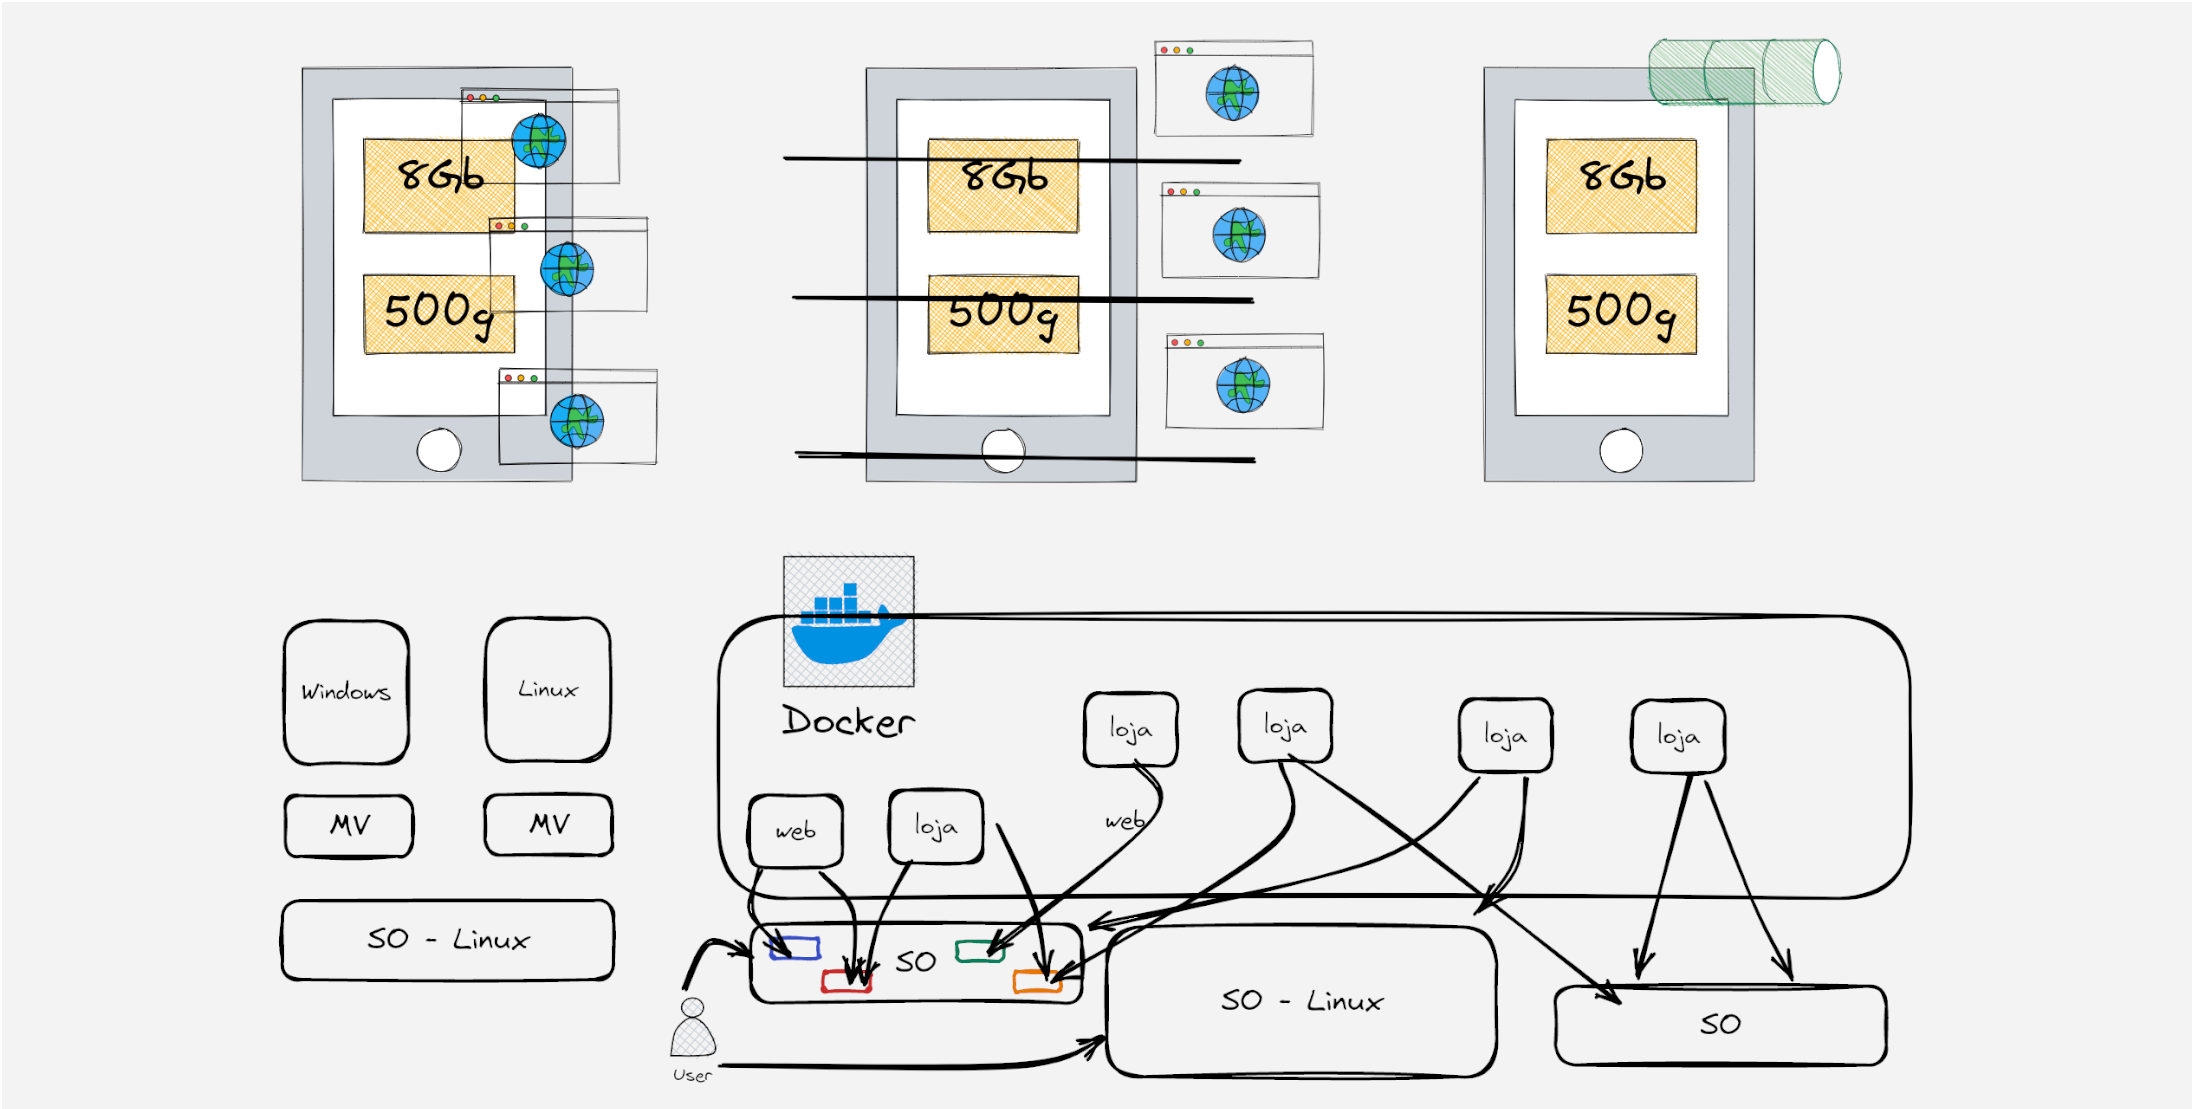 8Gb
500g
8Gb
500g
8Gb
500g
Windows
Linux
MV
MV
SO - Linux
Docker
loja
loja
loja
loja
web
web
loja
SO
SO - Linux
SO
User